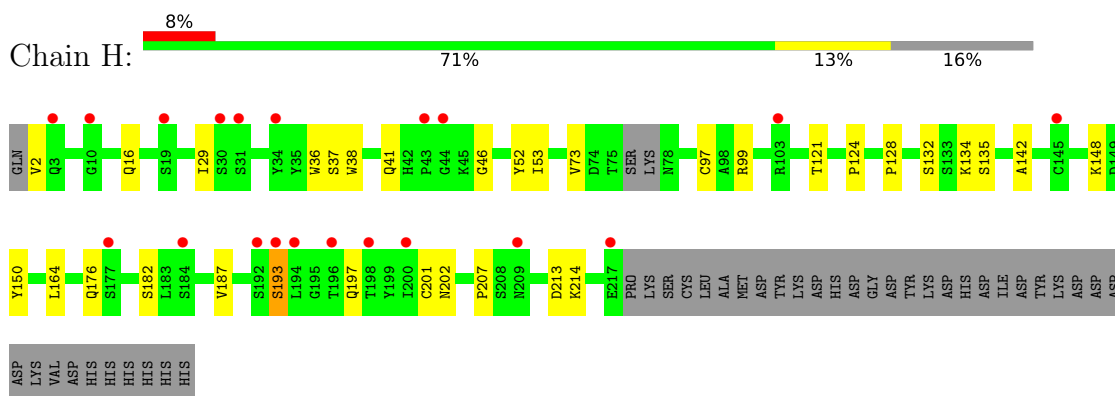 8%
Chain H:
71% 13% 16%
GLN V2 Q3 G10 Q16 S19 I29 S30 S31 Y34 Y35 W36 S37 W38 Q41 H42 P43 G44 K45 G46 Y52 I53 V73 D74 T75 SER LYS N78 C97 A98 R99 R103 T121 P124 P128 S132 S133 K134 S135 A142 C145 K148 D149
Y150 L164 Q176 S177 S182 L183 S184 V187 S192 S193 L194 G195 T196 Q197 T198 Y199 I200 C201 N202 P207 S208 N209 D213 K214 E217 PRO LYS SER CYS LEU ALA MET ASP TYR LYS ASP HIS ASP GLY ASP TYR LYS ASP HIS ASP ILE ASP TYR LYS ASP ASP ASP
ASP LYS VAL ASP HIS HIS HIS HIS HIS HIS